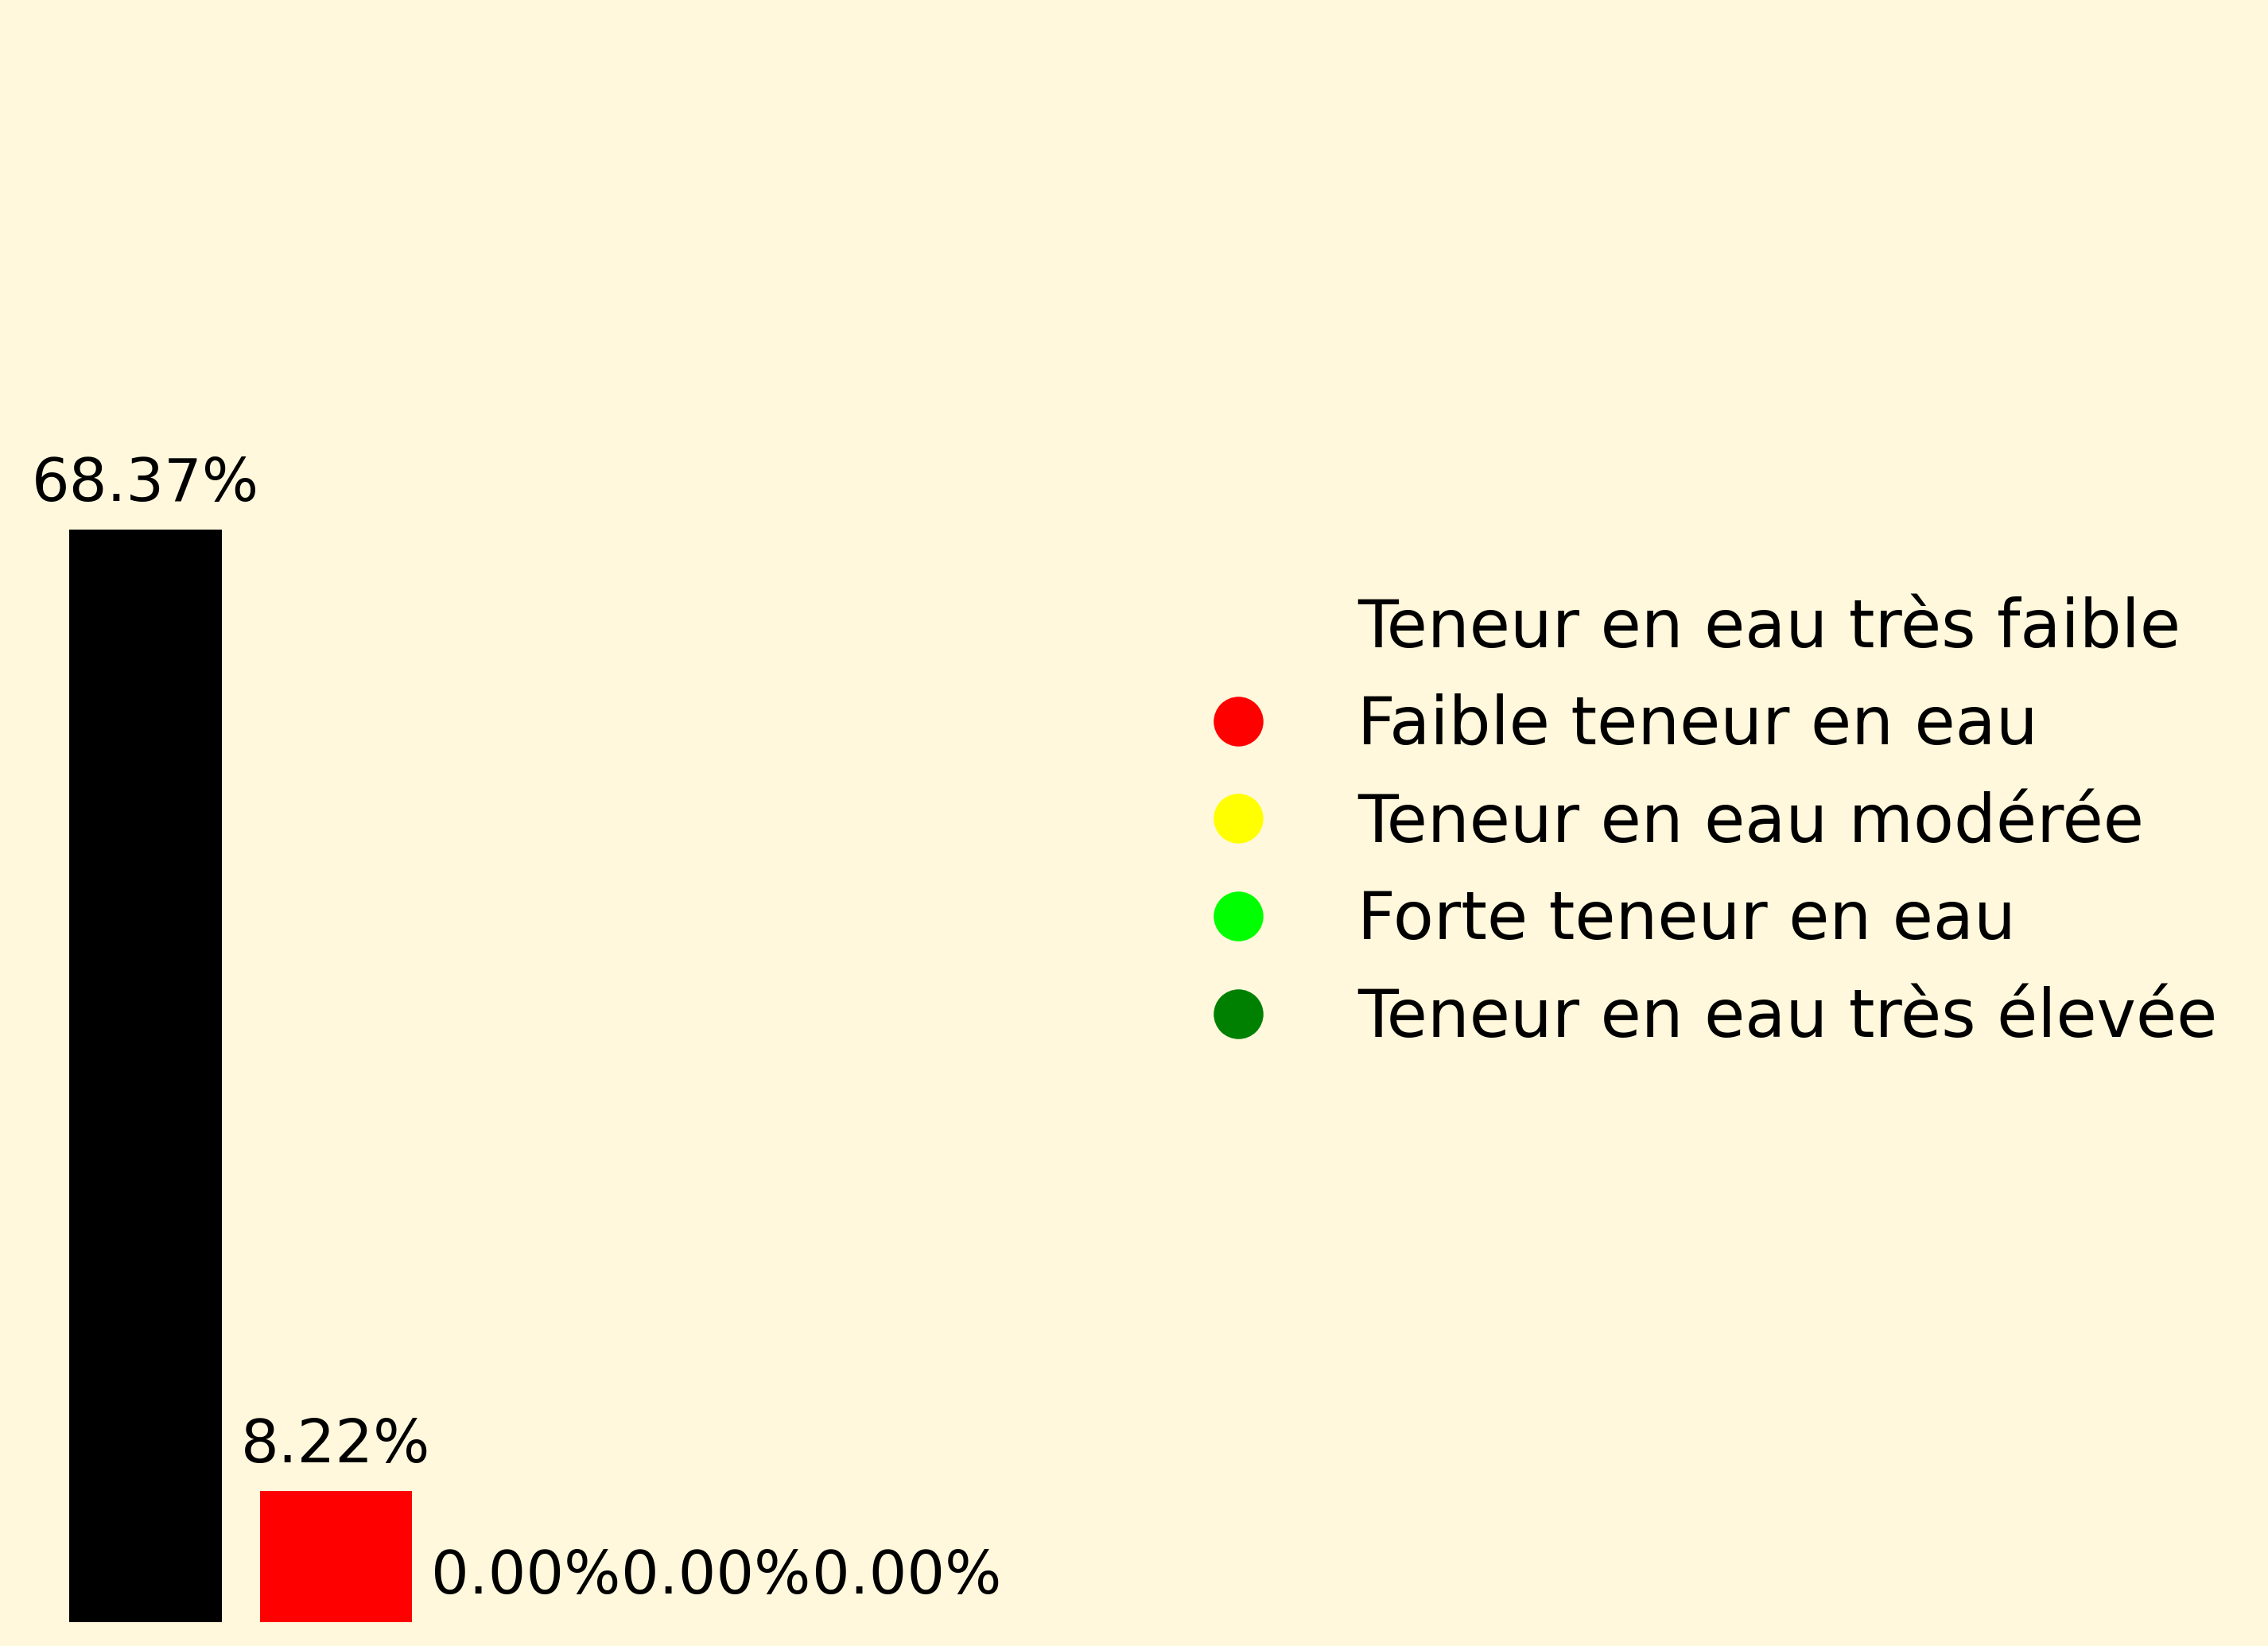 68.37%
Teneur en eau très faible
Faible teneur en eau
Teneur en eau modérée
Forte teneur en eau
Teneur en eau très élevée
8.22%
0.00%0.00%0.00%